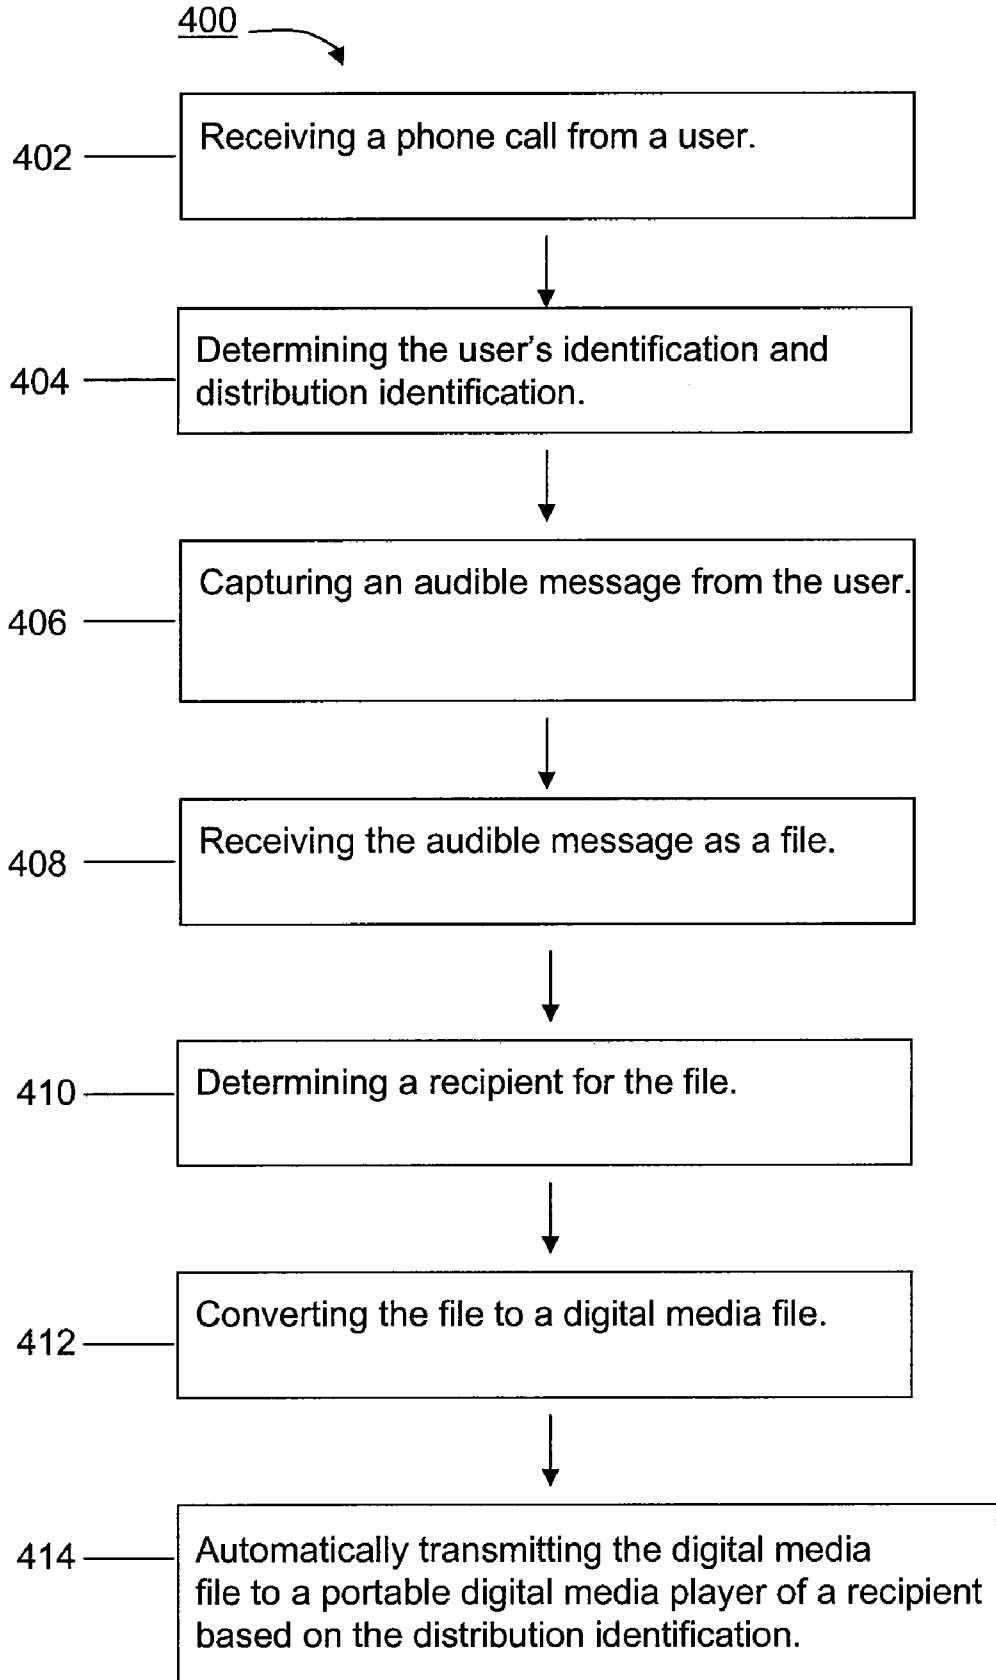 400
402
Receiving a phone call from a user.
404
Determining the user's identification and
distribution identification.
406
Capturing an audible message from the user.
408
Receiving the audible message as a file.
410
Determining a recipient for the file.
412
Converting the file to a digital media file.
414
Automatically transmitting the digital media
file to a portable digital media player of a recipient
based on the distribution identification.